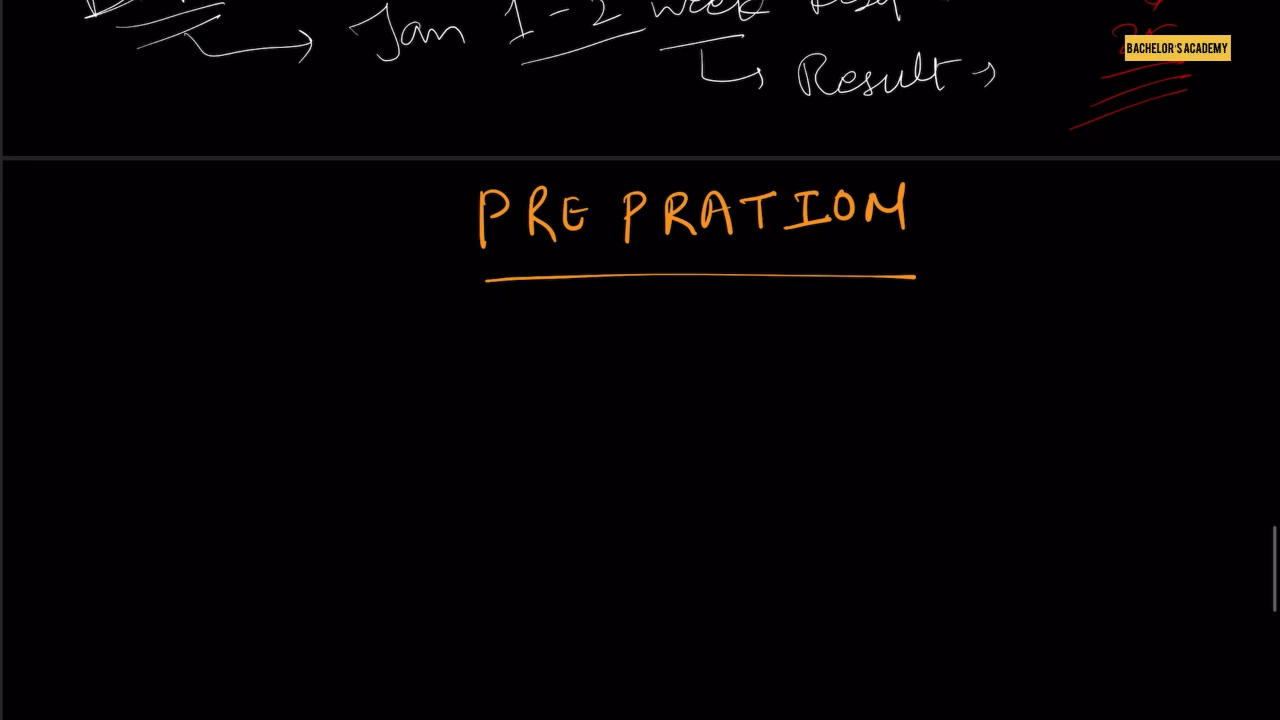 Jan 1 - 2 week
Result →
BACHELOR'S ACADEMY
PREPRATION